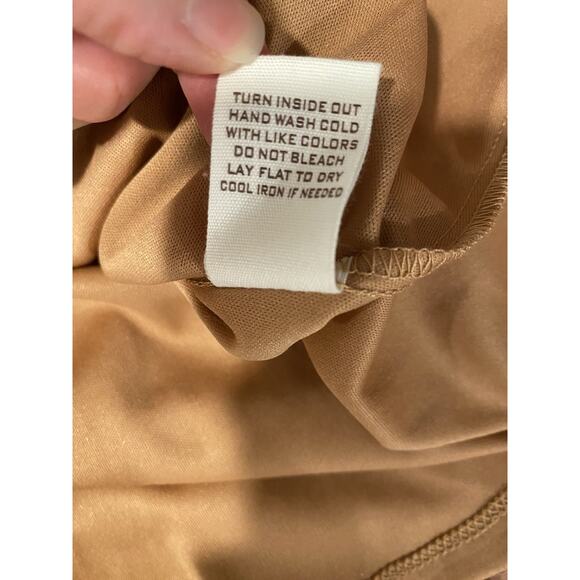 TURN INSIDE OUT
HAND WASH COLD
WITH LIKE COLORS
DO NOT BLEACH
LAY FLAT TO DRY
COOL IRON IF NEEDED